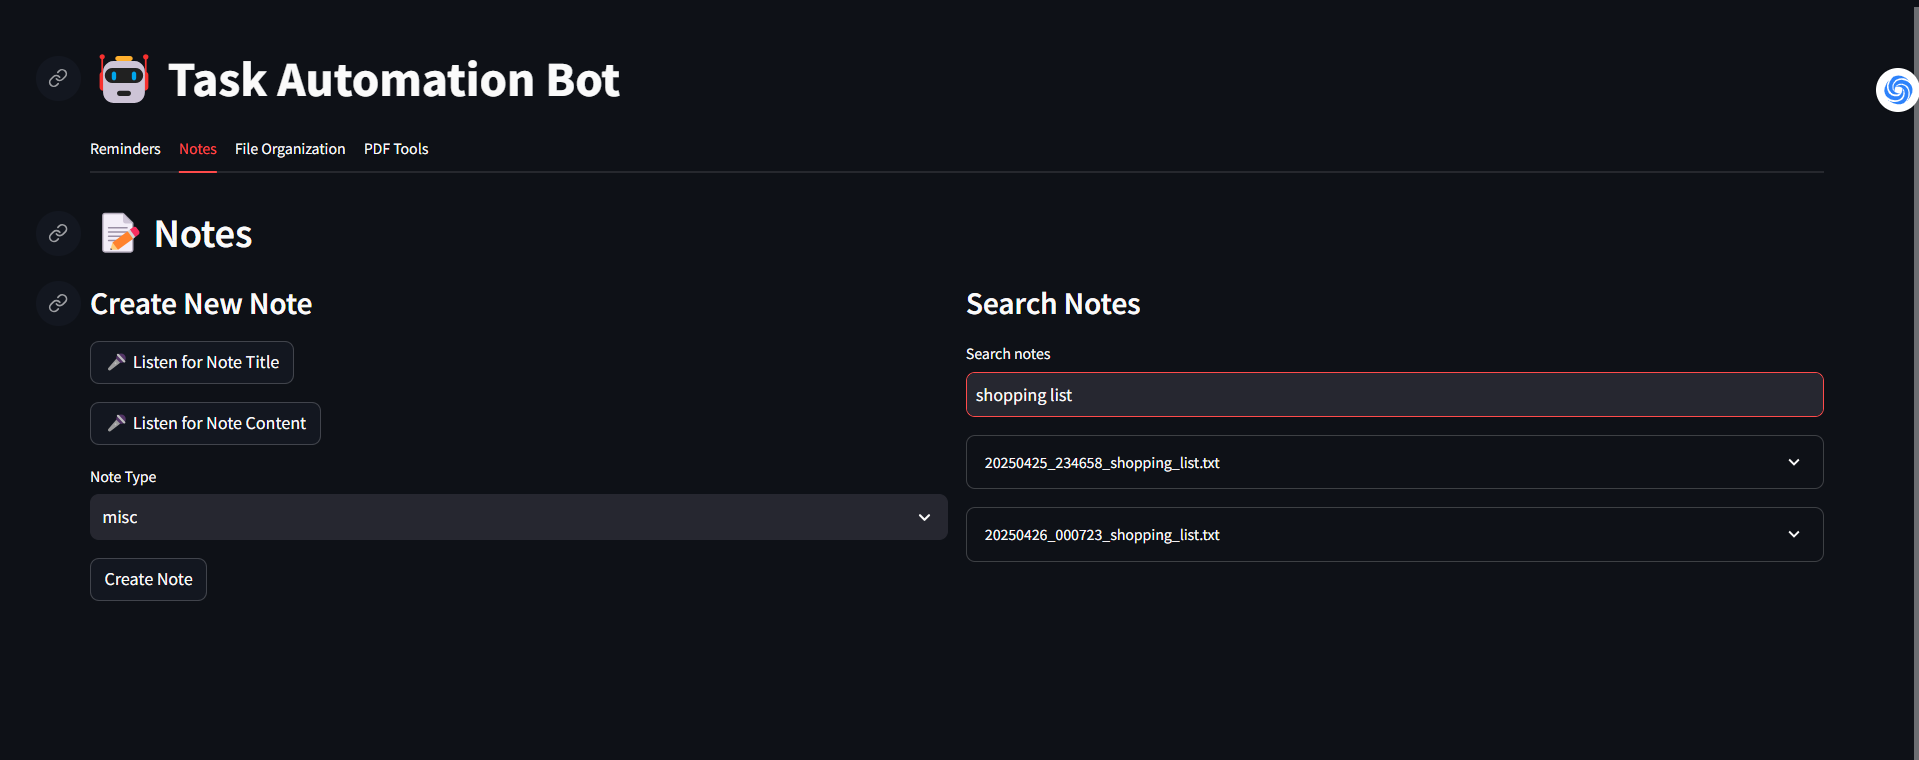 Task Automation Bot
Reminders Notes File Organization PDF Tools
Notes
Create New Note
Listen for Note Title
Listen for Note Content
Note Type
misc
Create Note
Search Notes
Search notes
shopping list
20250425_234658_shopping_list.txt
20250426_000723_shopping_list.txt